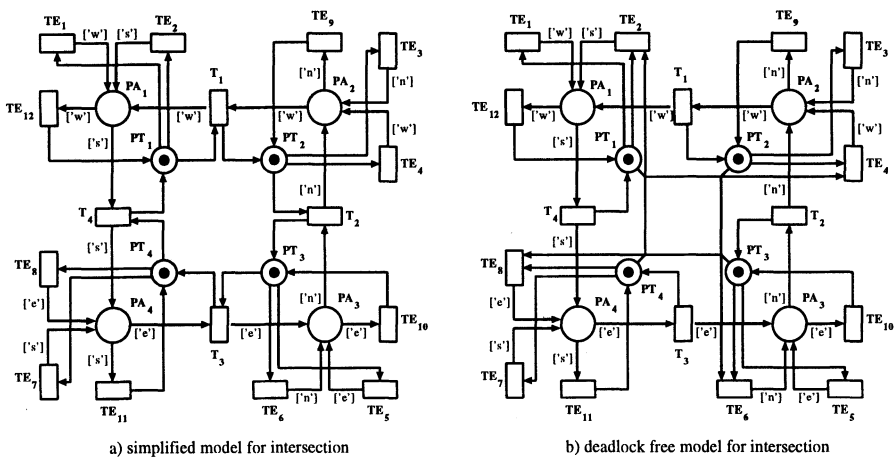 TE1 ['w'] ['s'] TE2 TE9 TE3
['n'] ['n']
PA1 T1 PA2
TE12 ['w'] ['w'] ['w'] ['w']
['s'] PT1 PT2 TE4
['n']
T4 T2
['s'] PT4 PT3
TE8
['e'] PA4 ['n'] PA3
['e'] ['e'] ['e'] TE10
['s'] T3
TE7 ['s'] ['n'] ['e']
TE11 TE6 TE5
a) simplified model for intersection
TE1 ['w'] ['s'] TE2 TE9 TE3
['n'] ['n']
PA1 T1 PA2
TE12 ['w'] ['w'] ['w'] ['w']
['s'] PT1 PT2 TE4
['n']
T4 T2
['s'] PT3
TE8
['e'] PA4 PT4 ['n'] PA3
['e'] ['e'] ['e'] TE10
['s'] T3
TE7 ['s'] ['n'] ['e']
TE11 TE6 TE5
b) deadlock free model for intersection